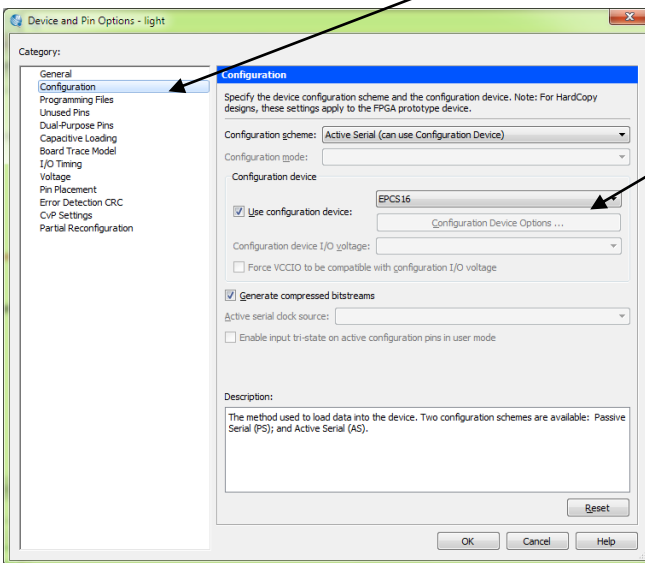 Device and Pin Options - light
Category:
General
Configuration
Programming Files
Unused Pins
Dual-Purpose Pins
Capacitive Loading
Board Trace Model
I/O Timing
Voltage
Pin Placement
Error Detection CRC
CvP Settings
Partial Reconfiguration
Configuration
Specify the device configuration scheme and the configuration device. Note: For HardCopy
designs, these settings apply to the FPGA prototype device.
Configuration scheme: Active Serial (can use Configuration Device)
Configuration mode:
Configuration device
EPCS16
Use configuration device:
Configuration Device Options ...
Configuration device I/O voltage:
Force VCCIO to be compatible with configuration I/O voltage
Generate compressed bitstreams
Active serial clock source:
Enable input tri-state on active configuration pins in user mode
Description:
The method used to load data into the device. Two configuration schemes are available: Passive
Serial (PS); and Active Serial (AS).
Reset
OK Cancel Help